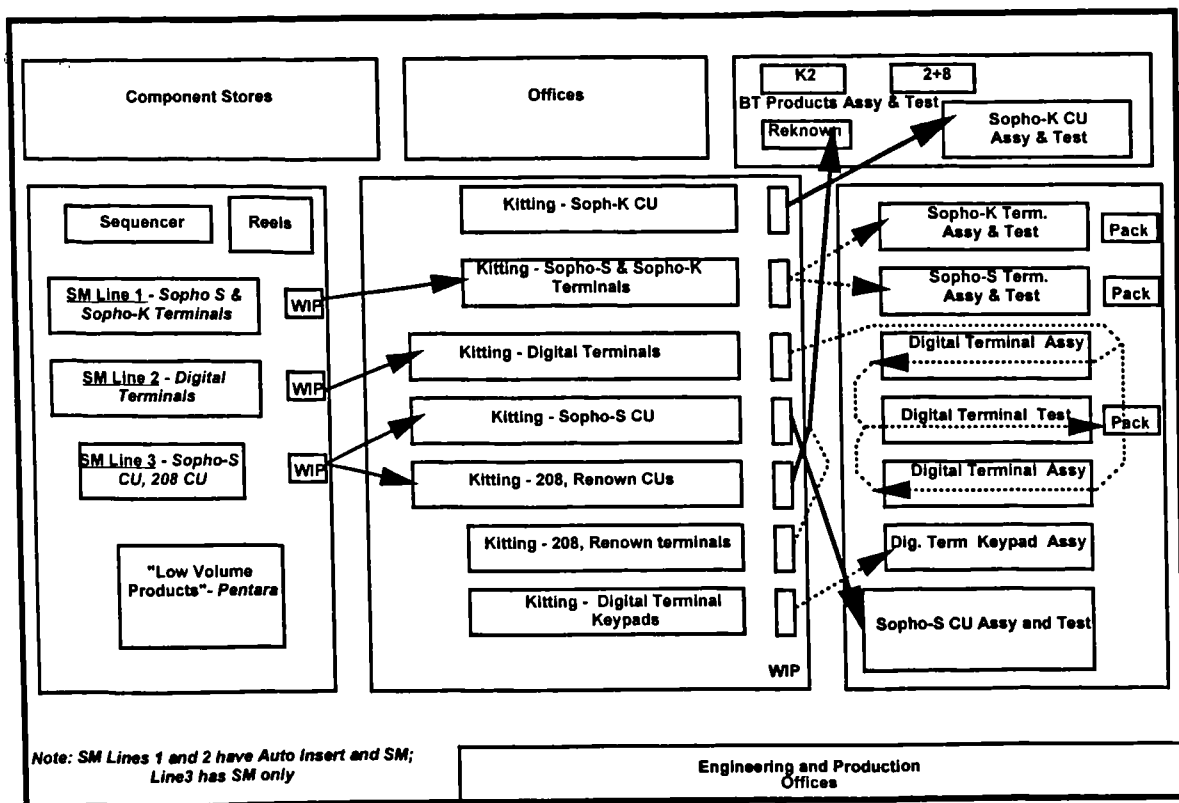 Component Stores
Offices
K2
2+8
BT Products Assy & Test
Reknown
Sopho-K CU
Assy & Test
Sequencer
Reels
SM Line 1 - Sopho S &
Sopho-K Terminals
WIP
SM Line 2 - Digital
Terminals
WIP
SM Line 3 - Sopho-S
CU, 208 CU
WIP
"Low Volume
Products"- Pentara
Kitting - Soph-K CU
Kitting - Sopho-S & Sopho-K
Terminals
Kitting - Digital Terminals
Kitting - Sopho-S CU
Kitting - 208, Renown CUs
Kitting - 208, Renown terminals
Kitting - Digital Terminal
Keypads
WIP
Sopho-K Term.
Assy & Test
Pack
Sopho-S Term.
Assy & Test
Pack
Digital Terminal Assy
Digital Terminal Test
Pack
Digital Terminal Assy
Dig. Term Keypad Assy
Sopho-S CU Assy and Test
Note: SM Lines 1 and 2 have Auto Insert and SM;
Line3 has SM only
Engineering and Production
Offices